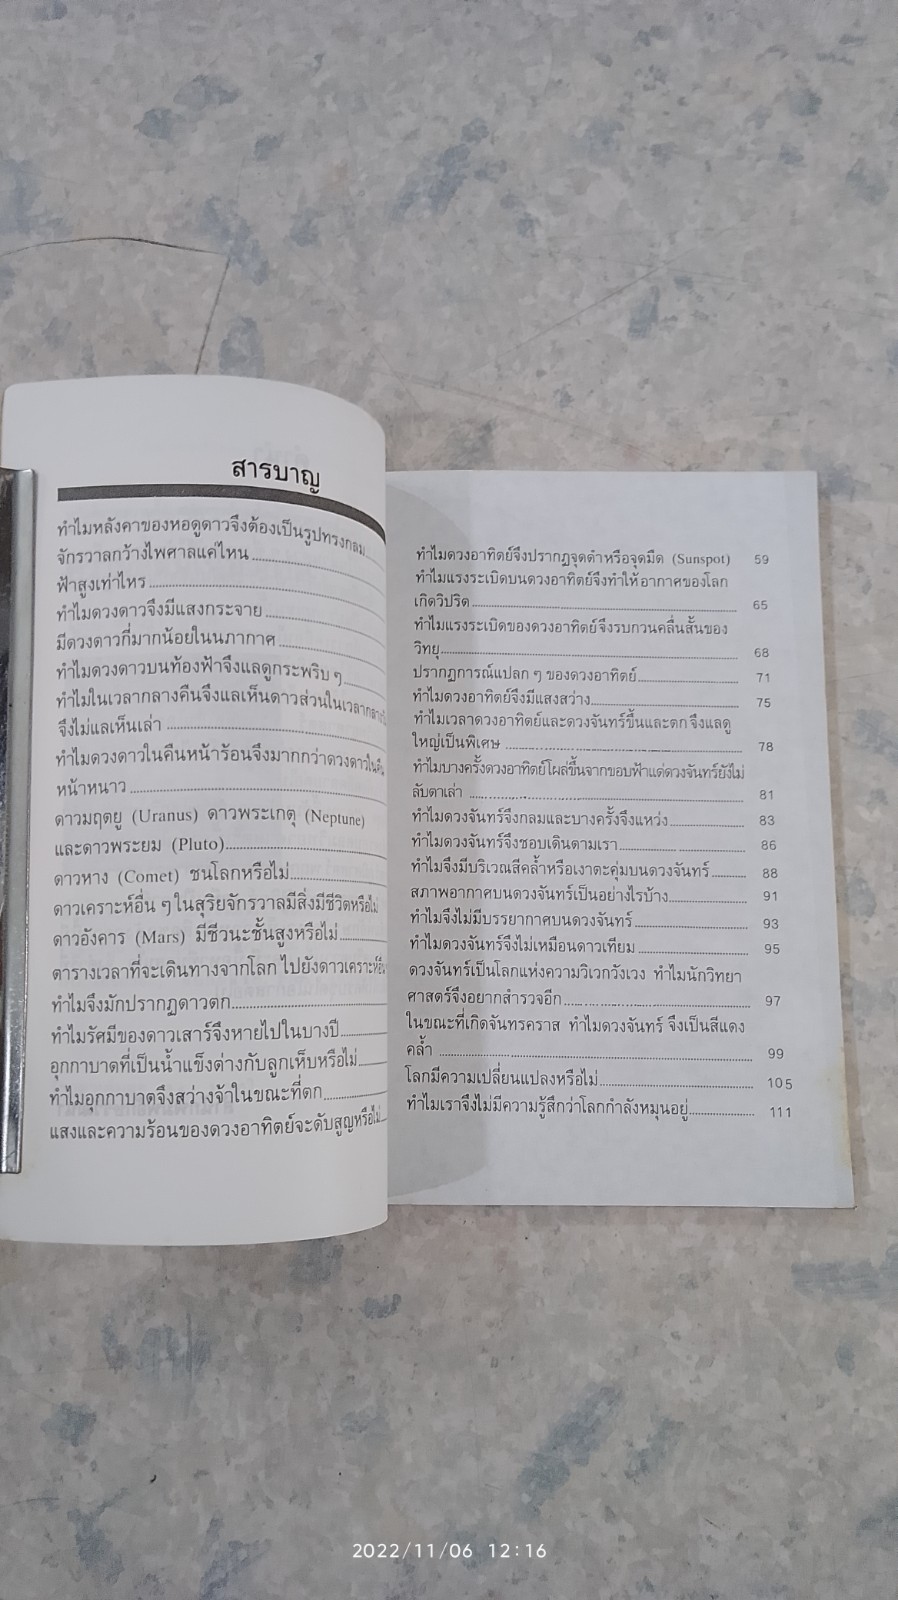 สารบาญ
ทำไมหลังคาของหอดูดาวจึงต้องเป็นรูปทรงกลม
จักรวาลกว้างไพศาลแค่ไหน
ฟ้าสูงเท่าไหร
ทำไมดวงดาวจึงมีแสงกระจาย
มีดวงดาวกี่มากน้อยในนภากาศ
ทำไมดวงดาวบนท้องฟ้าจึงแลดูกระพริบ ๆ
ทำไมในเวลากลางคืนจึงแลเห็นดาวส่วนในเวลากลางวัน
จึงไม่แลเห็นเล่า
ทำไมดวงดาวในคืนหน้าร้อนจึงมากกว่าดวงดาวในคืน
หน้าหนาว
ดาวมฤตยู (Uranus) ดาวพระเกตุ (Neptune)
และดาวพระยม (Pluto)
ดาวหาง (Comet) ชนโลกหรือไม่
ดาวเคราะห์อื่น ๆ ในสุริยจักรวาลมีสิ่งมีชีวิตหรือไม่
ดาวอังคาร (Mars) มีชีวนะชั้นสูงหรือไม่
ตารางเวลาที่จะเดินทางจากโลก ไปยังดาวเคราะห์อื่น
ทำไมจึงมักปรากฏดาวตก
ทำไมรัศมีของดาวเสาร์จึงหายไปในบางปี
อุกกาบาตที่เป็นน้ำแข็งต่างกับลูกเห็บหรือไม่
ทำไมอุกกาบาตจึงสว่างจ้าในขณะที่ตก
แสงและความร้อนของดวงอาทิตย์จะดับสูญหรือไม่
ทำไมดวงอาทิตย์จึงปรากฏจุดดำหรือจุดมืด (Sunspot) 59
ทำไมแรงระเบิดบนดวงอาทิตย์จึงทำให้อากาศของโลก
เกิดวิปริต 65
ทำไมแรงระเบิดของดวงอาทิตย์จึงรบกวนคลื่นสั้นของ
วิทยุ 68
ปรากฏการณ์แปลก ๆ ของดวงอาทิตย์ 71
ทำไมดวงอาทิตย์จึงมีแสงสว่าง 75
ทำไมเวลาดวงอาทิตย์และดวงจันทร์ขึ้นและตก จึงแลดู
ใหญ่เป็นพิเศษ 78
ทำไมบางครั้งดวงอาทิตย์โผล่ขึ้นจากขอบฟ้าแต่ดวงจันทร์ยังไม่
ลับตาเล่า 81
ทำไมดวงจันทร์จึงกลมและบางครั้งจึงแหว่ง 83
ทำไมดวงจันทร์จึงชอบเดินตามเรา 86
ทำไมจึงมีบริเวณสีคล้ำหรือเงาตะคุ่มบนดวงจันทร์ 88
สภาพอากาศบนดวงจันทร์เป็นอย่างไรบ้าง 91
ทำไมจึงไม่มีบรรยากาศบนดวงจันทร์ 93
ทำไมดวงจันทร์จึงไม่เหมือนดาวเทียม 95
ดวงจันทร์เป็นโลกแห่งความวิเวกวังเวง ทำไมนักวิทยา
ศาสตร์จึงอยากสำรวจอีก 97
ในขณะที่เกิดจันทรคราส ทำไมดวงจันทร์ จึงเป็นสีแดง
คล้ำ 99
โลกมีความเปลี่ยนแปลงหรือไม่ 105
ทำไมเราจึงไม่มีความรู้สึกว่าโลกกำลังหมุนอยู่ 111
2022/11/06 12:16